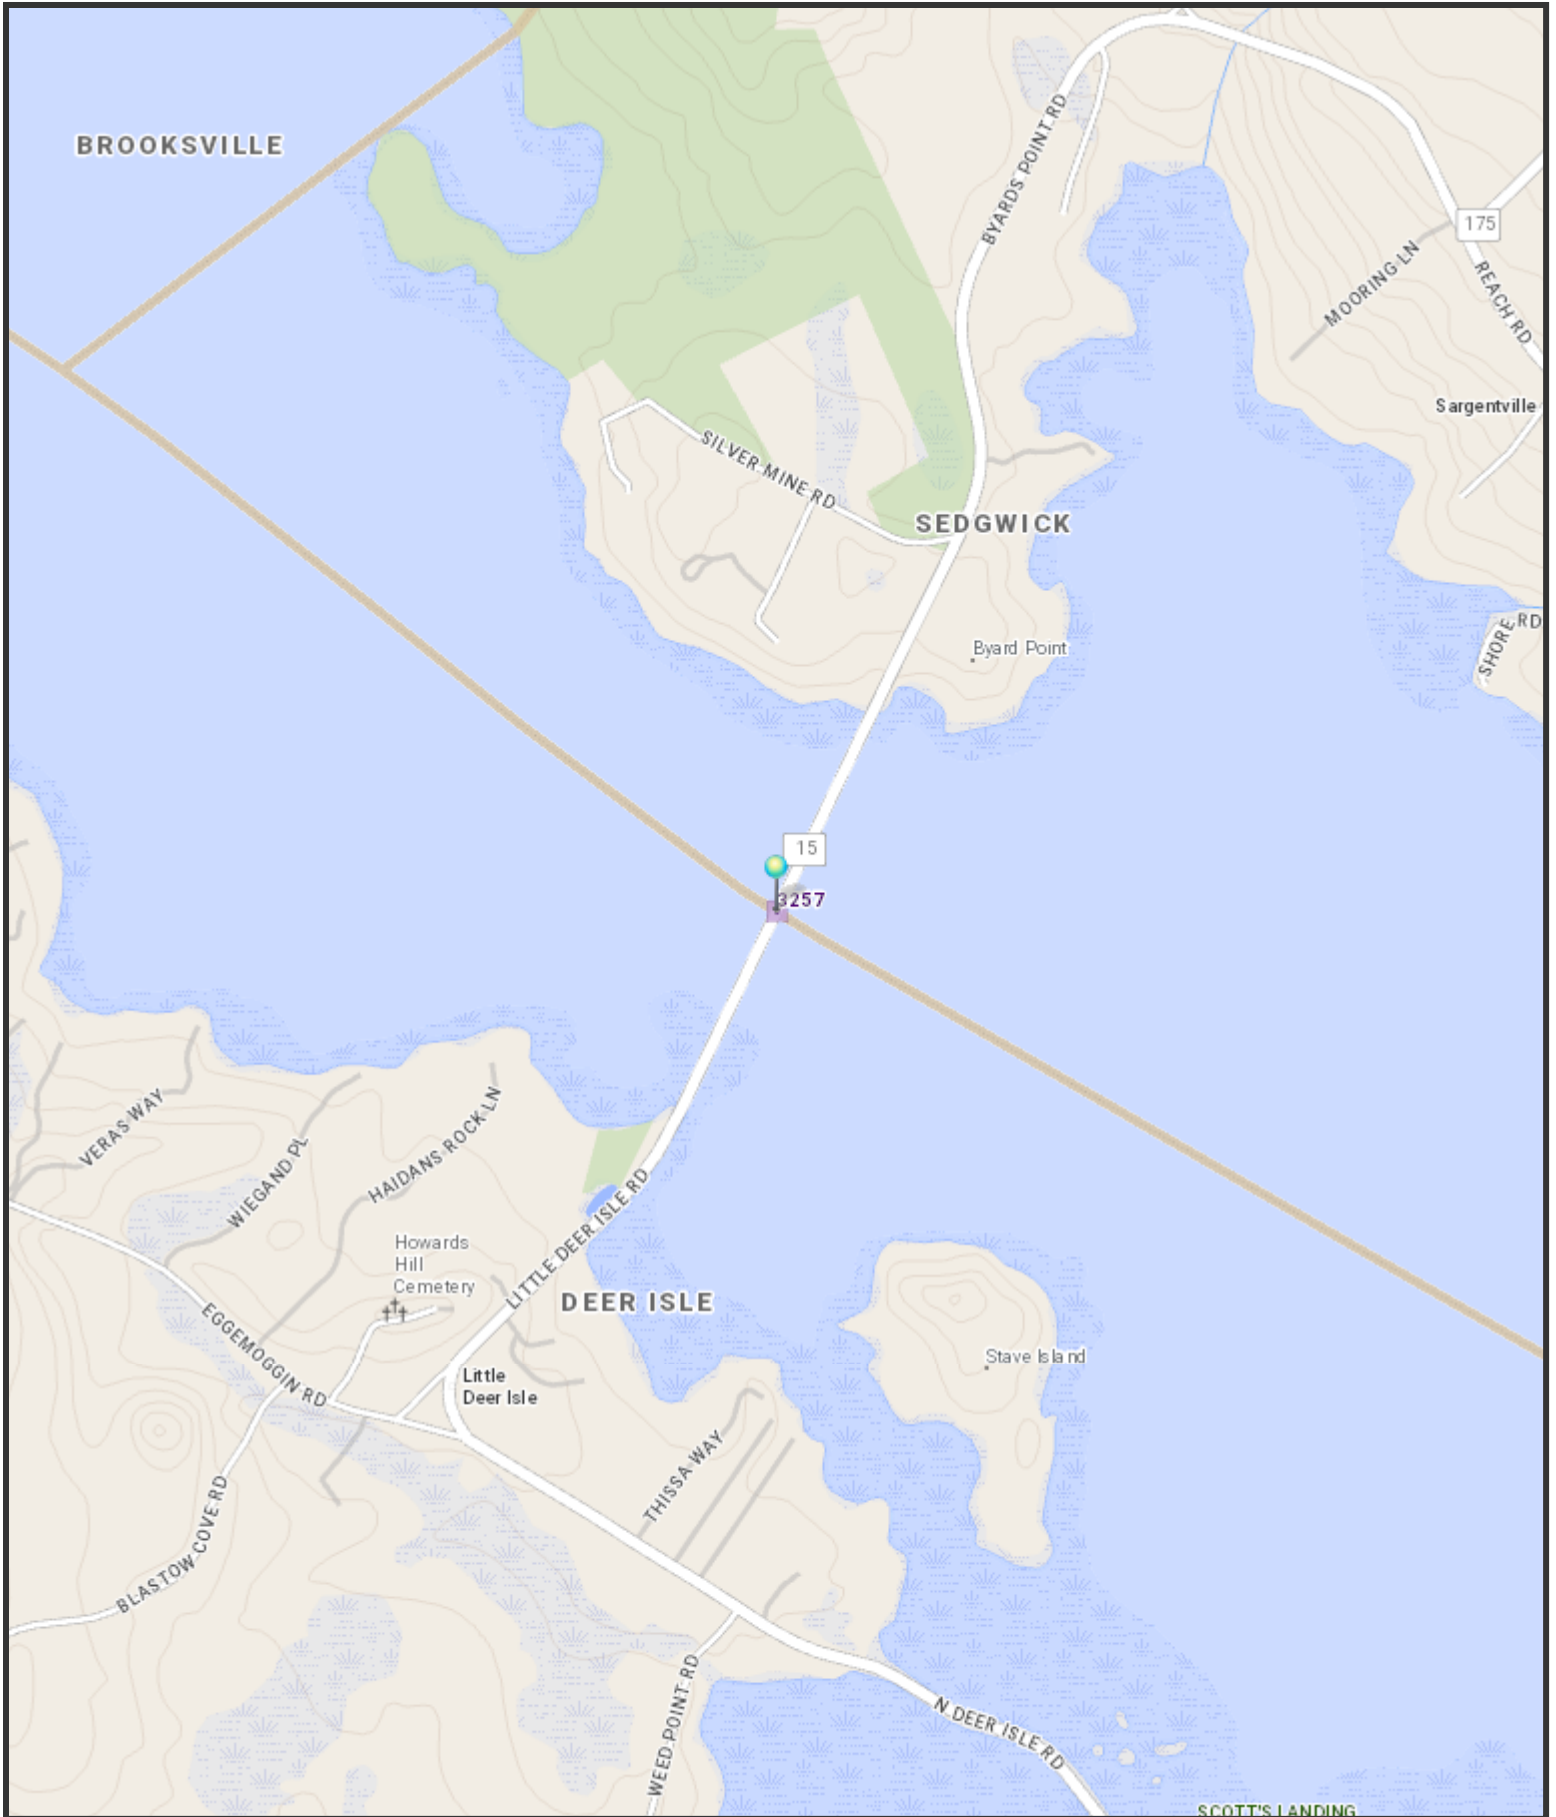 BROOKSVILLE
BYARDS POINT RD
175
MOORING LN
REACH RD
Sargentville
SILVER MINE RD
SEDGWICK
SHORE RD
Byard Point
15
3257
VERAS WAY
WIEGAND PL
HAIDANS ROCK LN
LITTLE DEER ISLE RD
Howards
Hill
Cemetery
DEER ISLE
EGGEMOGGIN RD
Stave Island
Little
Deer Isle
THISSA WAY
BLASTOW COVE RD
WEED POINT RD
N DEER ISLE RD
SCOTT'S LANDING